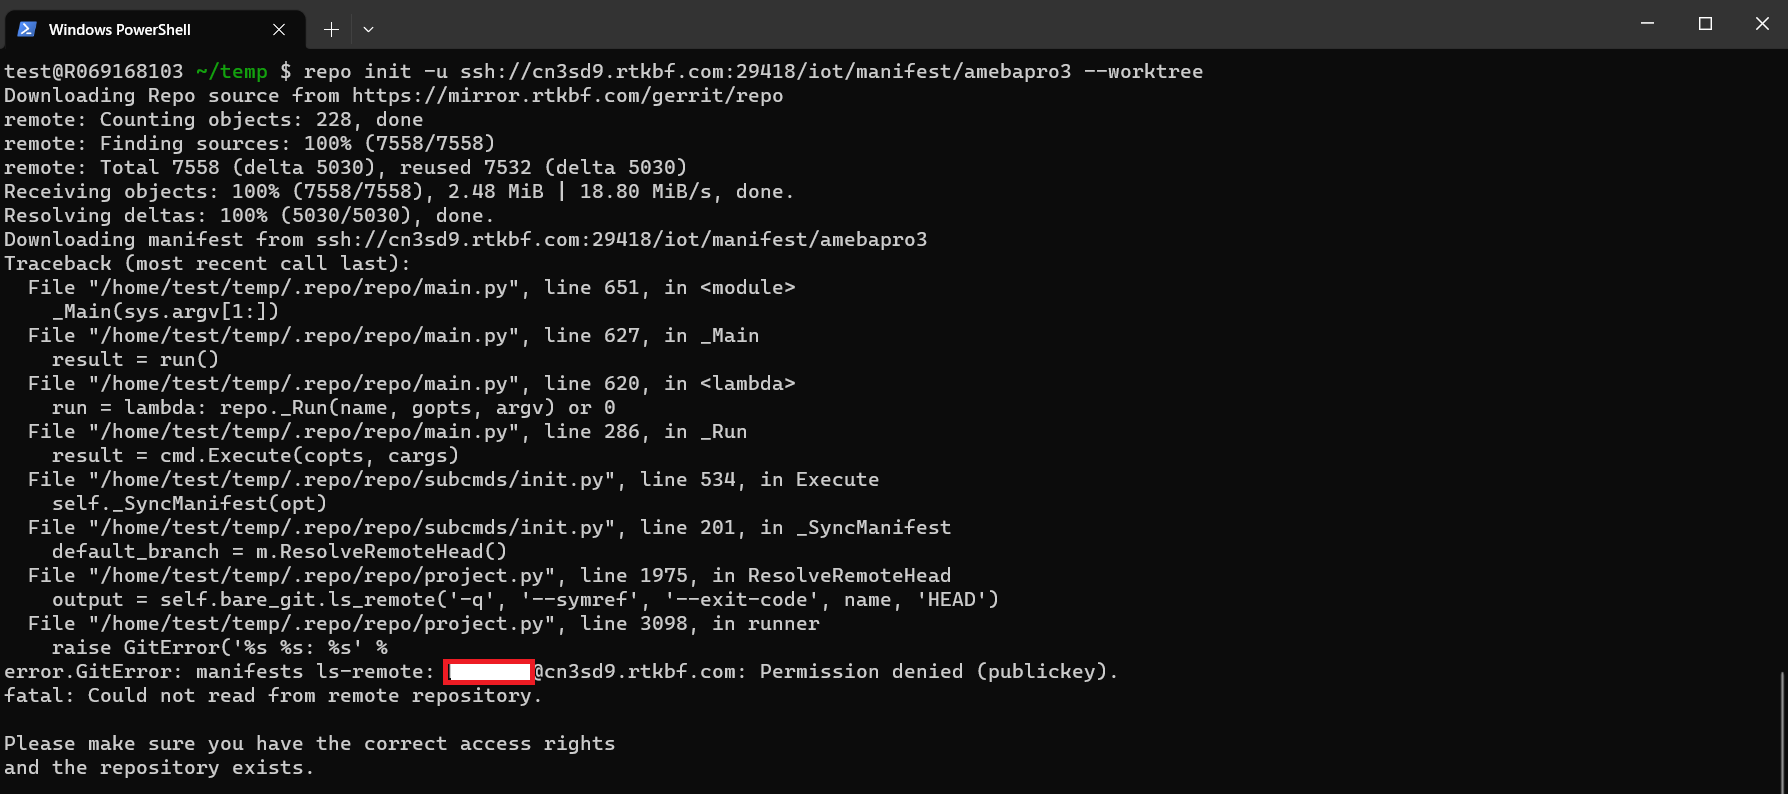 Windows PowerShell
test@R069168103 ~/temp $ repo init -u ssh://cn3sd9.rtkbf.com:29418/iot/manifest/amebapro3 --worktree
Downloading Repo source from https://mirror.rtkbf.com/gerrit/repo
remote: Counting objects: 228, done
remote: Finding sources: 100% (7558/7558)
remote: Total 7558 (delta 5030), reused 7532 (delta 5030)
Receiving objects: 100% (7558/7558), 2.48 MiB | 18.80 MiB/s, done.
Resolving deltas: 100% (5030/5030), done.
Downloading manifest from ssh://cn3sd9.rtkbf.com:29418/iot/manifest/amebapro3
Traceback (most recent call last):
  File "/home/test/temp/.repo/repo/main.py", line 651, in <module>
    _Main(sys.argv[1:])
  File "/home/test/temp/.repo/repo/main.py", line 627, in _Main
    result = run()
  File "/home/test/temp/.repo/repo/main.py", line 620, in <lambda>
    run = lambda: repo._Run(name, gopts, argv) or 0
  File "/home/test/temp/.repo/repo/main.py", line 286, in _Run
    result = cmd.Execute(copts, cargs)
  File "/home/test/temp/.repo/repo/subcmds/init.py", line 534, in Execute
    self._SyncManifest(opt)
  File "/home/test/temp/.repo/repo/subcmds/init.py", line 201, in _SyncManifest
    default_branch = m.ResolveRemoteHead()
  File "/home/test/temp/.repo/repo/project.py", line 1975, in ResolveRemoteHead
    output = self.bare_git.ls_remote('-q', '--symref', '--exit-code', name, 'HEAD')
  File "/home/test/temp/.repo/repo/project.py", line 3098, in runner
    raise GitError('%s %s: %s' %
error.GitError: manifests ls-remote: @cn3sd9.rtkbf.com: Permission denied (publickey).
fatal: Could not read from remote repository.
Please make sure you have the correct access rights
and the repository exists.